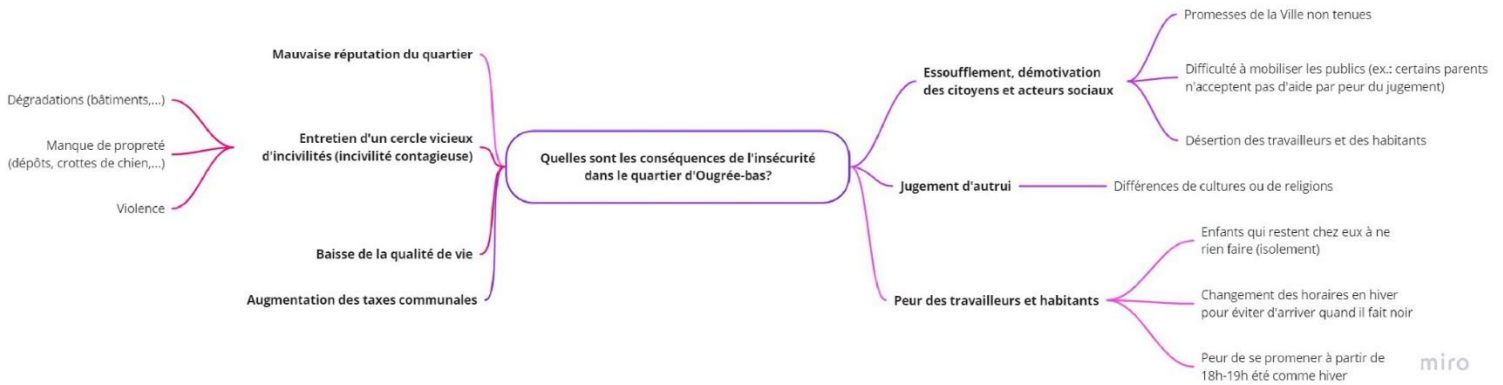 Quelles sont les conséquences de l'insécurité
dans le quartier d'Ougrée-bas?
Mauvaise réputation du quartier
Entretien d'un cercle vicieux
d'incivilités (incivilité contagieuse)
Dégradations (bâtiments,...)
Manque de propreté
(dépôts, crottes de chien,...)
Violence
Baisse de la qualité de vie
Augmentation des taxes communales
Essoufflement, démotivation
des citoyens et acteurs sociaux
Promesses de la Ville non tenues
Difficulté à mobiliser les publics (ex.: certains parents
n'acceptent pas d'aide par peur du jugement)
Désertion des travailleurs et des habitants
Jugement d'autrui
Différences de cultures ou de religions
Peur des travailleurs et habitants
Enfants qui restent chez eux à ne
rien faire (isolement)
Changement des horaires en hiver
pour éviter d'arriver quand il fait noir
Peur de se promener à partir de
18h-19h été comme hiver
miro